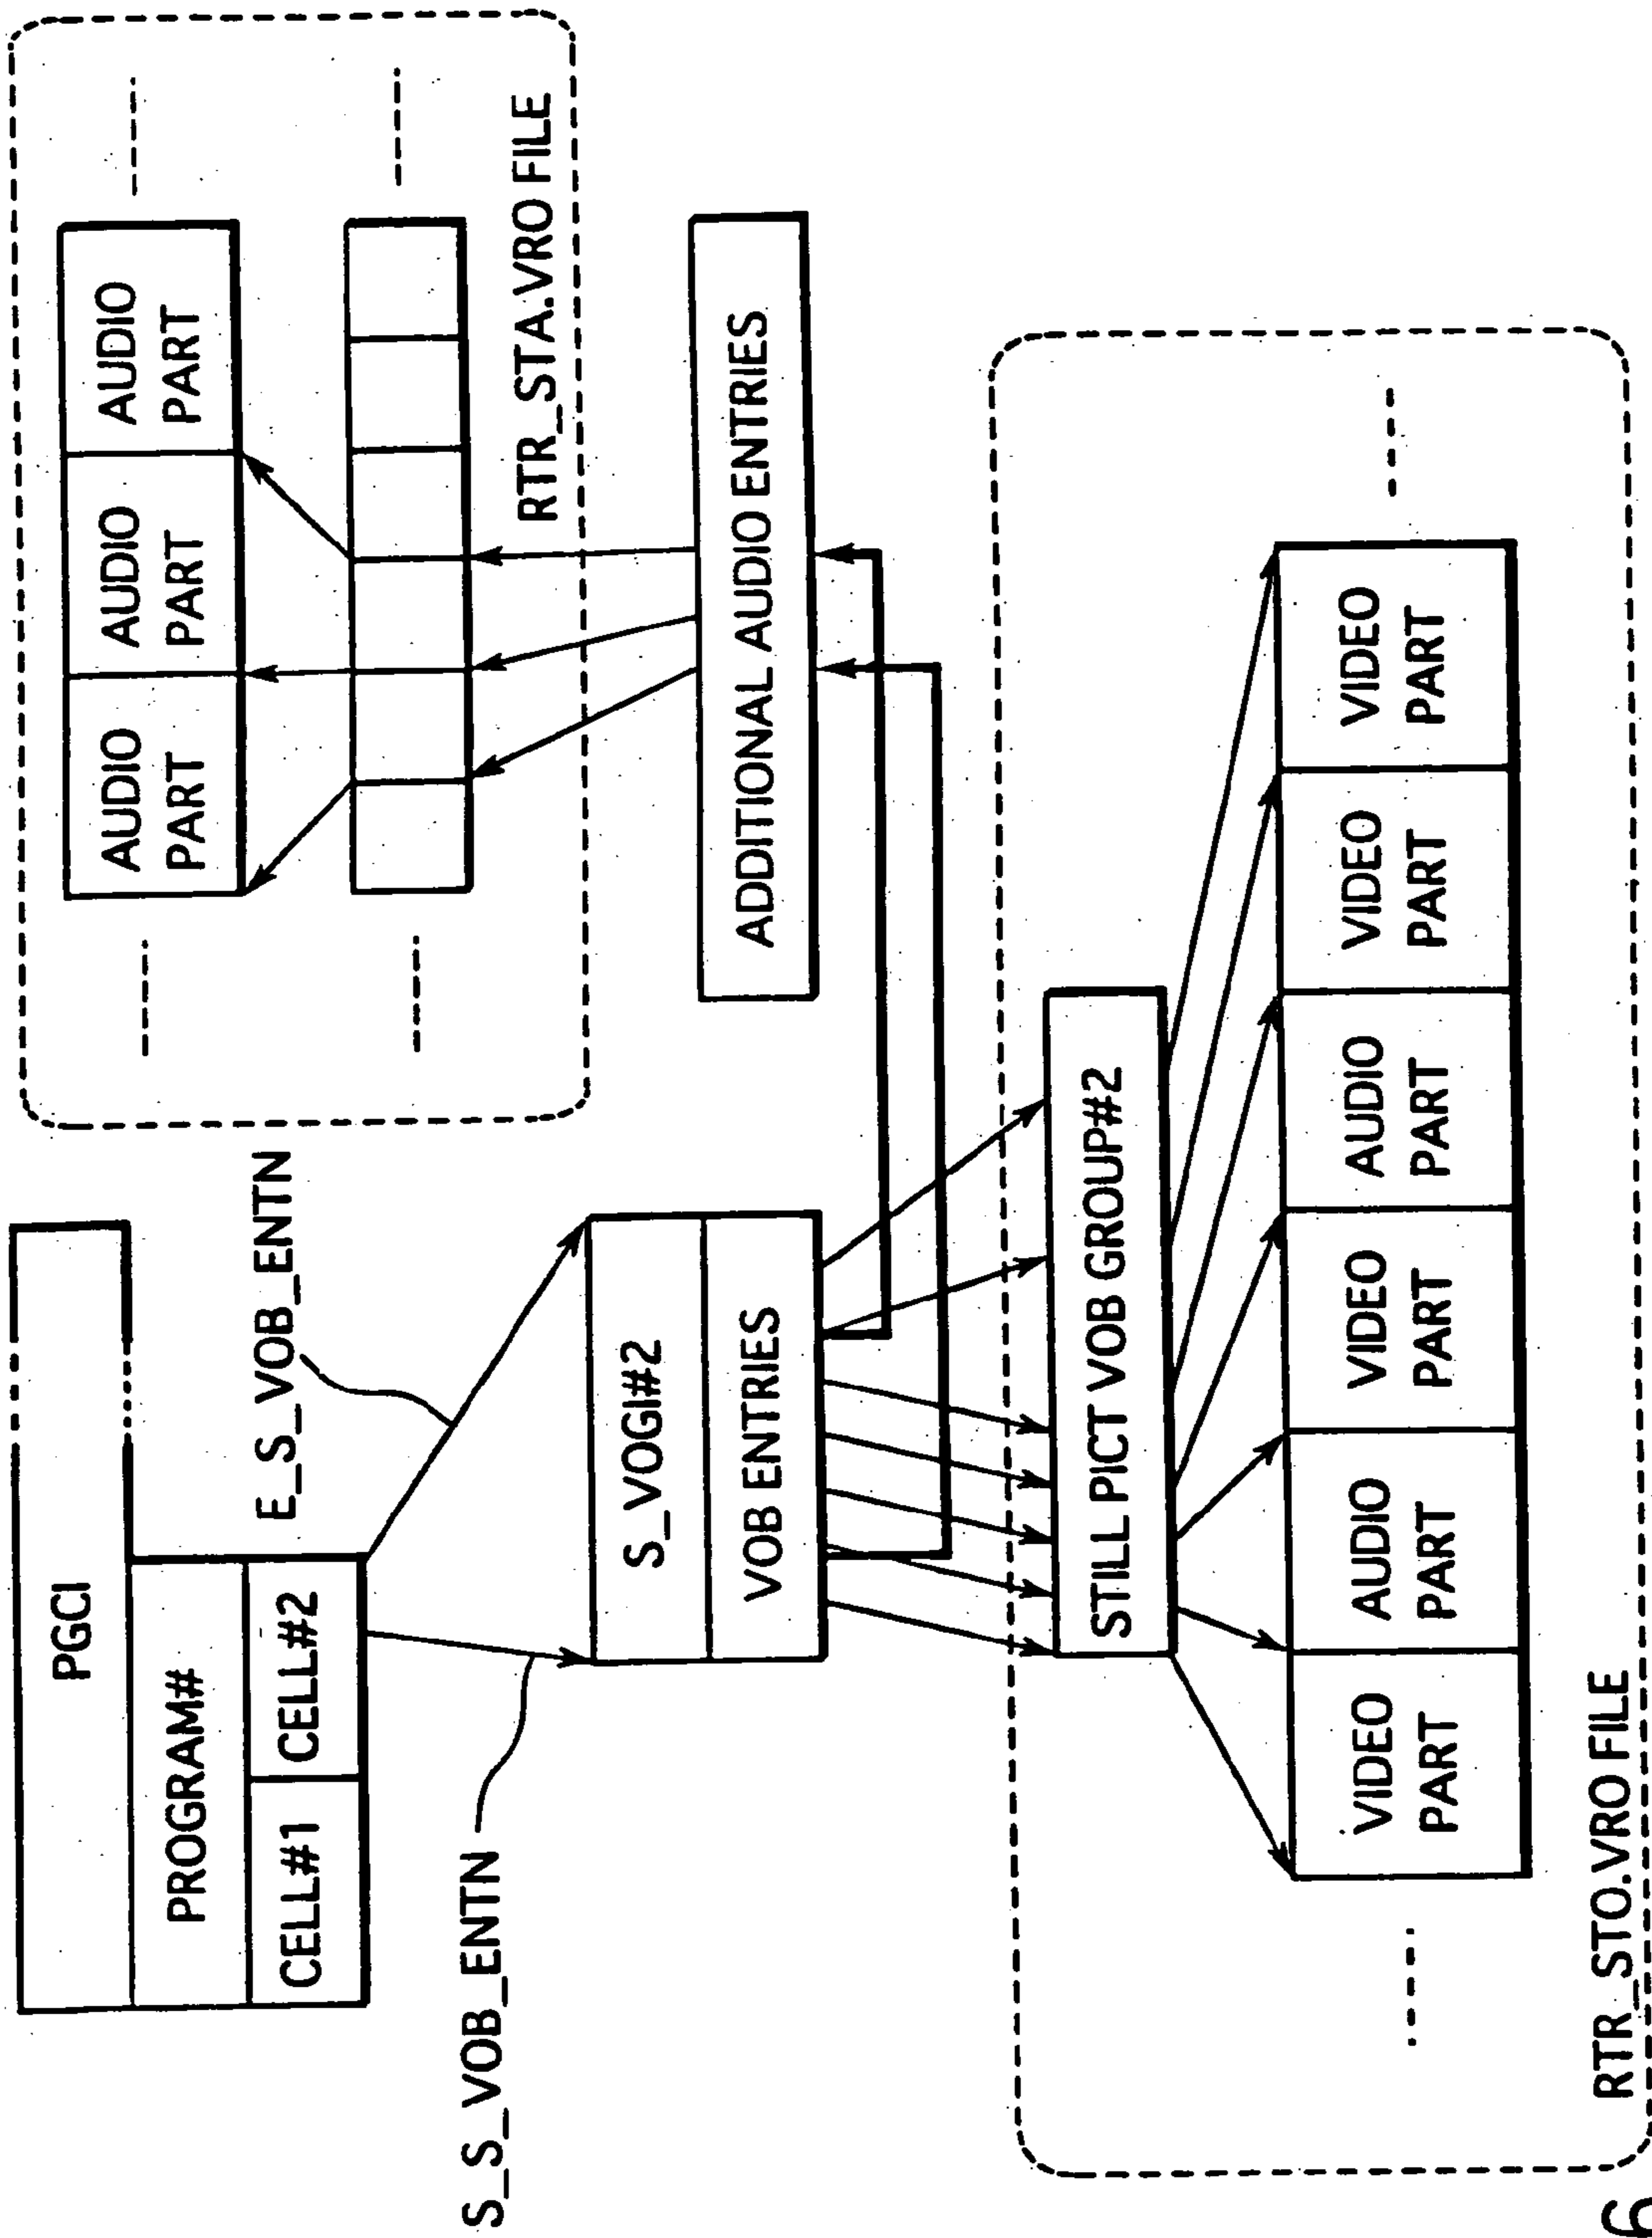 PGCI
PROGRAM#
CELL#1
CELL#2
E_S_VOB_ENTN
S_S_VOB_ENTN
AUDIO
PART
AUDIO
PART
AUDIO
PART
RTR_STA.VRO FILE
S_VOGI#2
VOB ENTRIES
ADDITIONAL AUDIO ENTRIES
STILL PICT VOB GROUP#2
VIDEO
PART
AUDIO
PART
VIDEO
PART
AUDIO
PART
VIDEO
PART
VIDEO
PART
RTR_STO.VRO FILE